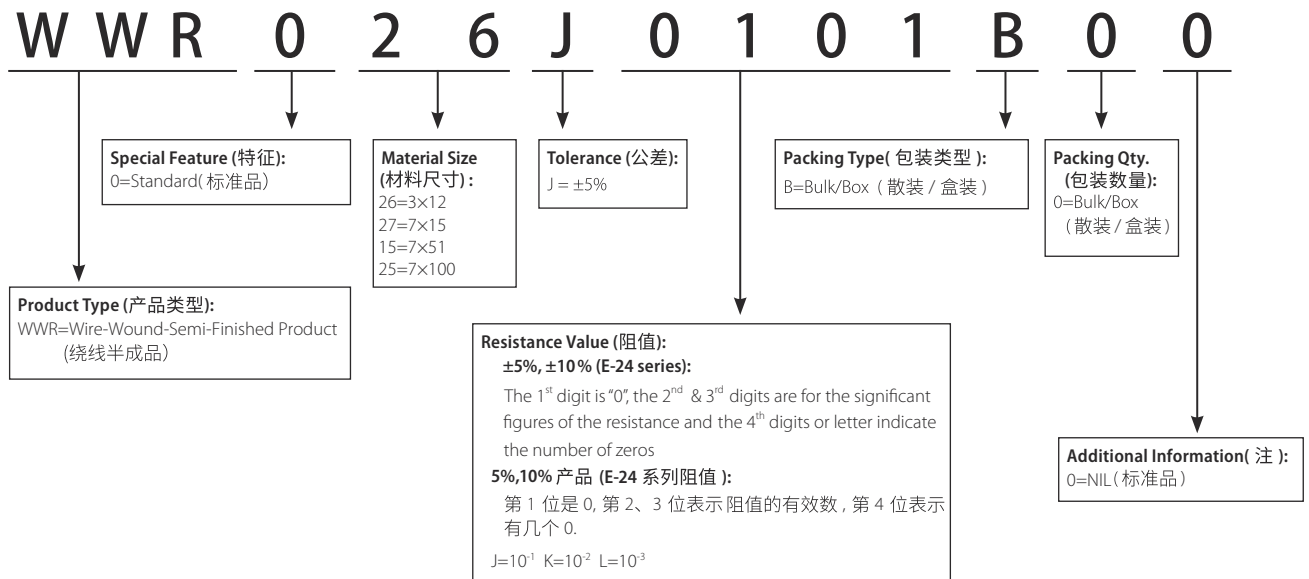 W W R 0 2 6 J 0 1 0 1 B 0 0
Special Feature (特征):
0=Standard( 标准品)
Material Size
(材料尺寸) :
26=3×12
27=7×15
15=7×51
25=7×100
Tolerance (公差):
J = ±5%
Packing Type( 包装类型 ):
B=Bulk/Box ( 散装 / 盒装 )
Packing Qty.
(包装数量):
0=Bulk/Box
( 散装 / 盒装 )
Product Type (产品类型):
WWR=Wire-Wound-Semi-Finished Product
(绕线半成品)
Resistance Value (阻值):
±5%, ±10% (E-24 series):
The 1st digit is “0”, the 2nd & 3rd digits are for the significant
figures of the resistance and the 4th digits or letter indicate
the number of zeros
5%,10% 产品 (E-24 系列阻值 ):
第 1 位是 0, 第 2、3 位表示 阻值的有效数 , 第 4 位表示
有几个 0.
J=10⁻¹ K=10⁻² L=10⁻³
Additional Information( 注 ):
0=NIL( 标准品)